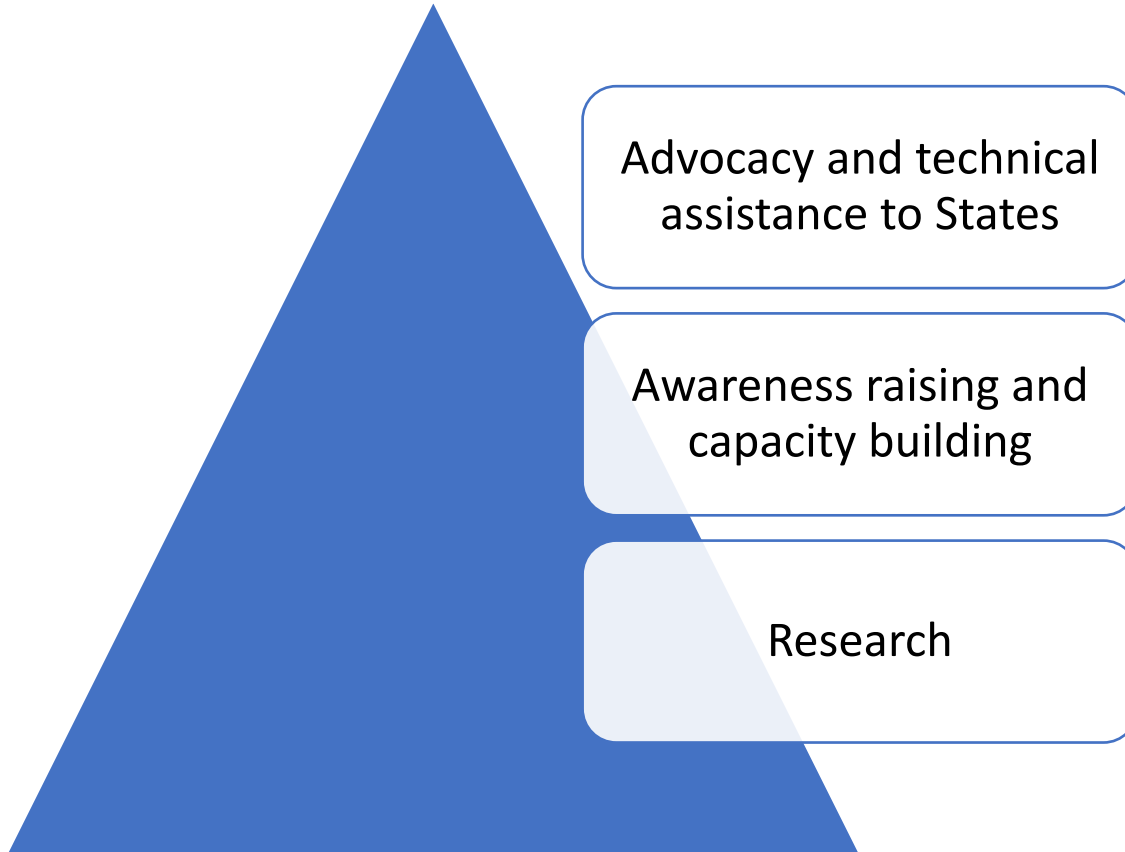 Advocacy and technical
assistance to States
Awareness raising and
capacity building
Research